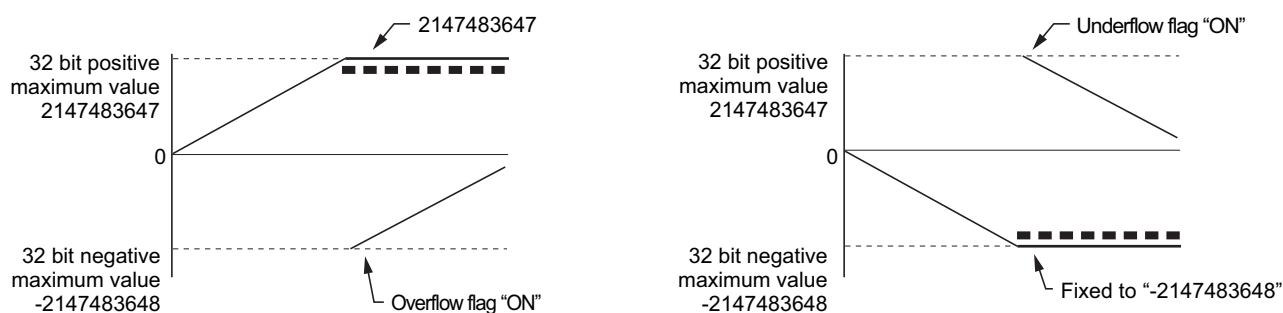 2147483647
32 bit positive
maximum value
2147483647
0
32 bit negative
maximum value
-2147483648
Overflow flag “ON”
Underflow flag “ON”
32 bit positive
maximum value
2147483647
0
32 bit negative
maximum value
-2147483648
Fixed to “-2147483648”